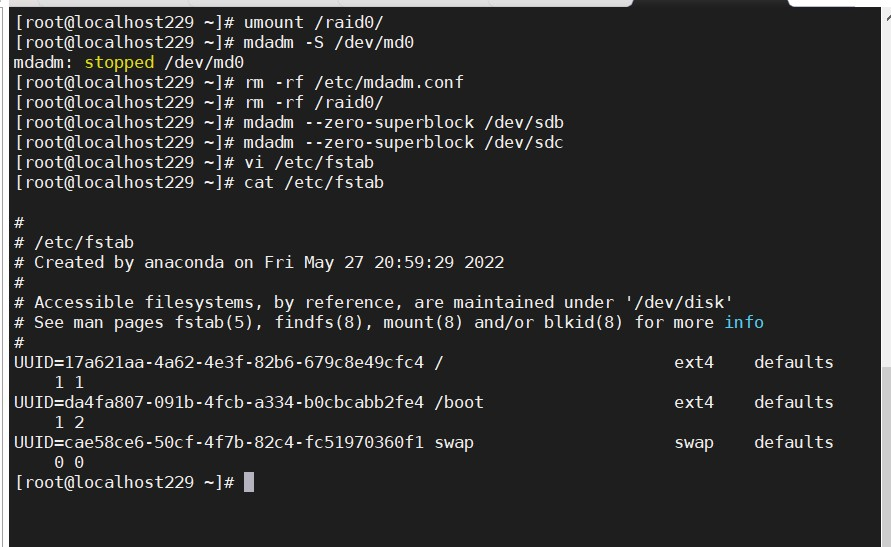 [root@localhost229 ~]# umount /raid0/
[root@localhost229 ~]# mdadm -S /dev/md0
mdadm: stopped /dev/md0
[root@localhost229 ~]# rm -rf /etc/mdadm.conf
[root@localhost229 ~]# rm -rf /raid0/
[root@localhost229 ~]# mdadm --zero-superblock /dev/sdb
[root@localhost229 ~]# mdadm --zero-superblock /dev/sdc
[root@localhost229 ~]# vi /etc/fstab
[root@localhost229 ~]# cat /etc/fstab
#
# /etc/fstab
# Created by anaconda on Fri May 27 20:59:29 2022
#
# Accessible filesystems, by reference, are maintained under '/dev/disk'
# See man pages fstab(5), findfs(8), mount(8) and/or blkid(8) for more info
#
UUID=17a621aa-4a62-4e3f-82b6-679c8e49cfc4 /                       ext4    defaults
    1 1
UUID=da4fa807-091b-4fcb-a334-b0cbcabb2fe4 /boot                   ext4    defaults
    1 2
UUID=cae58ce6-50cf-4f7b-82c4-fc51970360f1 swap                    swap    defaults
    0 0
[root@localhost229 ~]#